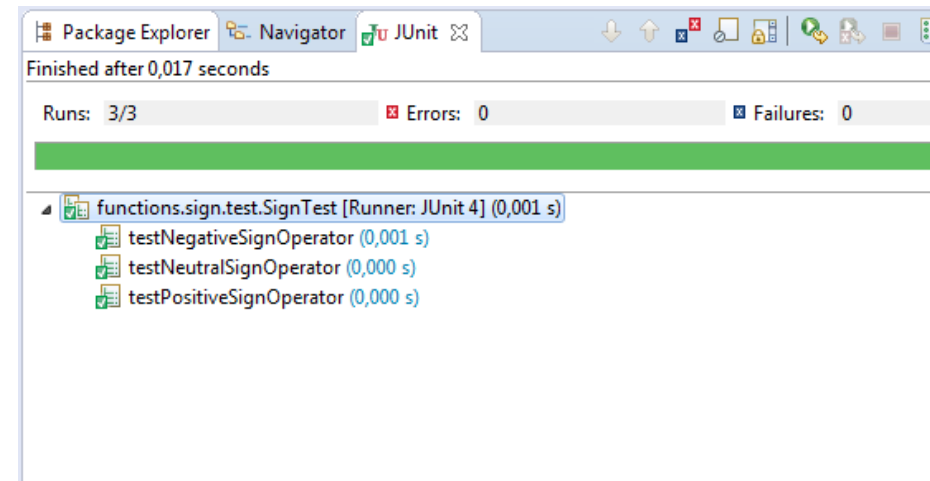 Package Explorer Navigator JUnit
Finished after 0,017 seconds
Runs: 3/3 Errors: 0 Failures: 0
functions.sign.test.SignTest [Runner: JUnit 4] (0,001 s)
testNegativeSignOperator (0,001 s)
testNeutralSignOperator (0,000 s)
testPositiveSignOperator (0,000 s)